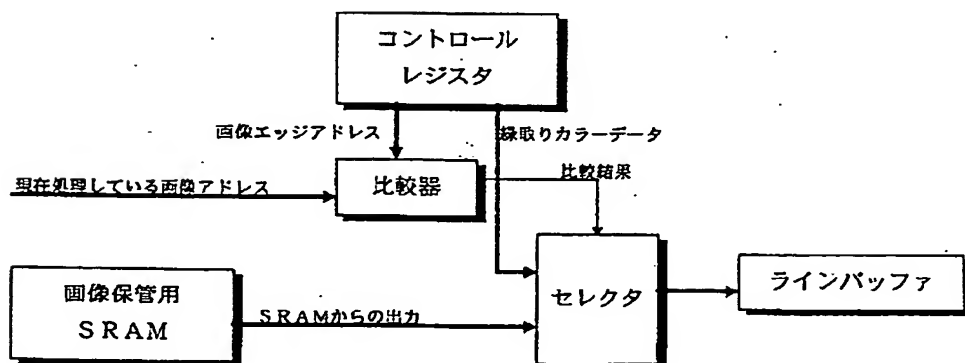 コントロール
レジスタ
画像エッジアドレス
縁取りカラーデータ
比較結果
現在処理している画像アドレス
比較器
画像保管用
SRAM
SRAMからの出力
セレクタ
ラインバッファ